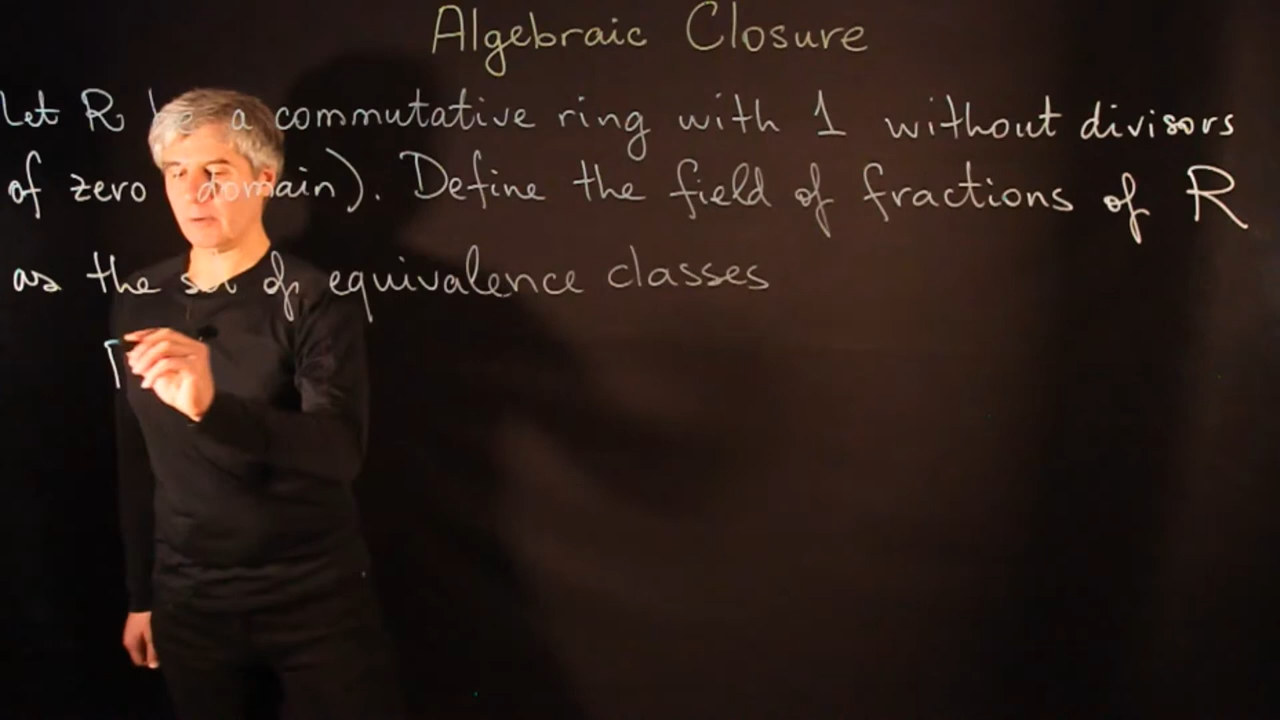 Algebraic Closure
Let R be a commutative ring with 1 without divisors
of zero (domain). Define the field of fractions of R
as the set of equivalence classes